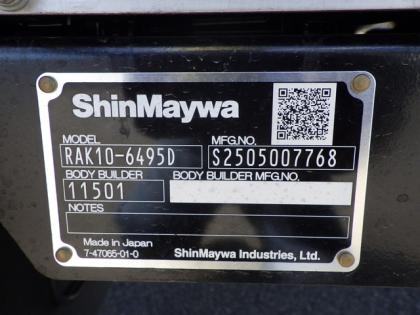 ShinMaywa
MODEL MFG.NO.
RAK10-6495D S2505007768
BODY BUILDER BODY BUILDER MFG.NO.
11501
NOTES
Made in Japan
7-47065-01-0 ShinMaywa Industries, Ltd.